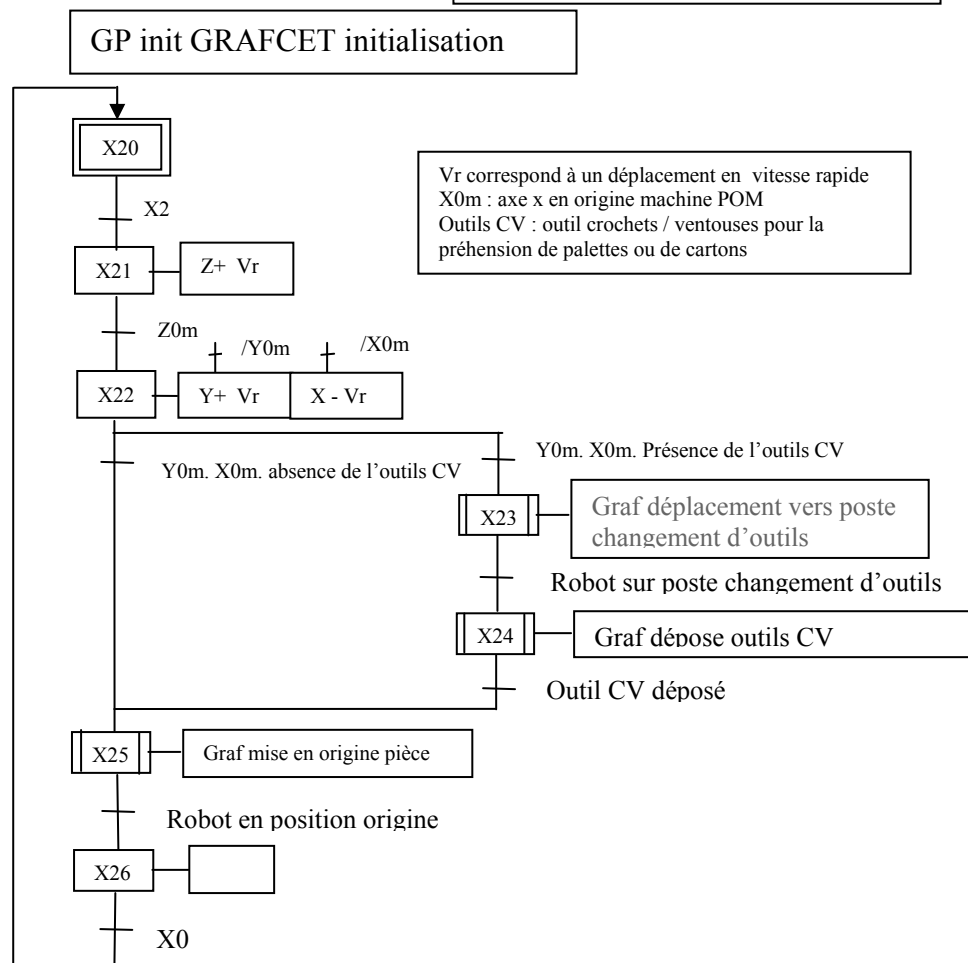 GP init GRAFCET initialisation
X20
Vr correspond à un déplacement en vitesse rapide
X0m : axe x en origine machine POM
Outils CV : outil crochets / ventouses pour la
préhension de palettes ou de cartons
X2
X21
Z+ Vr
Z0m
/Y0m
/X0m
X22
Y+ Vr
X - Vr
Y0m. X0m. absence de l'outils CV
Y0m. X0m. Présence de l'outils CV
X23
Graf déplacement vers poste
changement d'outils
Robot sur poste changement d'outils
X24
Graf dépose outils CV
Outil CV déposé
X25
Graf mise en origine pièce
Robot en position origine
X26
X0